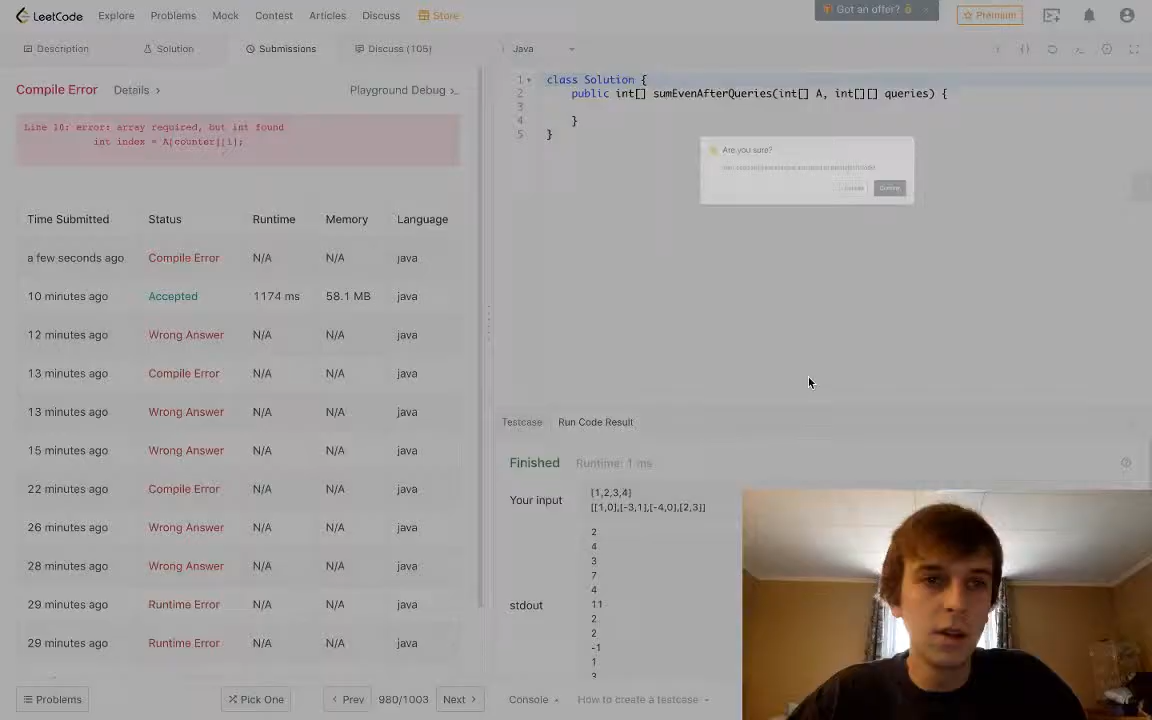 LeetCode Explore Problems Mock Contest Articles Discuss Store Got an offer? × Premium
Description Solution Submissions Discuss (105) Java
Compile Error Details > Playground Debug >_
Line 10: error: array required, but int found
int index = A[counter][i];
Time Submitted Status Runtime Memory Language
a few seconds ago Compile Error N/A N/A java
10 minutes ago Accepted 1174 ms 58.1 MB java
12 minutes ago Wrong Answer N/A N/A java
13 minutes ago Compile Error N/A N/A java
13 minutes ago Wrong Answer N/A N/A java
15 minutes ago Wrong Answer N/A N/A java
22 minutes ago Compile Error N/A N/A java
26 minutes ago Wrong Answer N/A N/A java
28 minutes ago Wrong Answer N/A N/A java
29 minutes ago Runtime Error N/A N/A java
29 minutes ago Runtime Error N/A N/A java
Problems Pick One Prev 980/1003 Next
1 class Solution {
2 public int[] sumEvenAfterQueries(int[] A, int[][] queries) {
3
4 }
5 }
Are you sure?
Testcase Run Code Result
Finished Runtime: 1 ms
Your input [1,2,3,4]
[[1,0],[-3,1],[-4,0],[2,3]]
stdout 2
4
3
7
4
11
2
2
-1
1
3
Console How to create a testcase